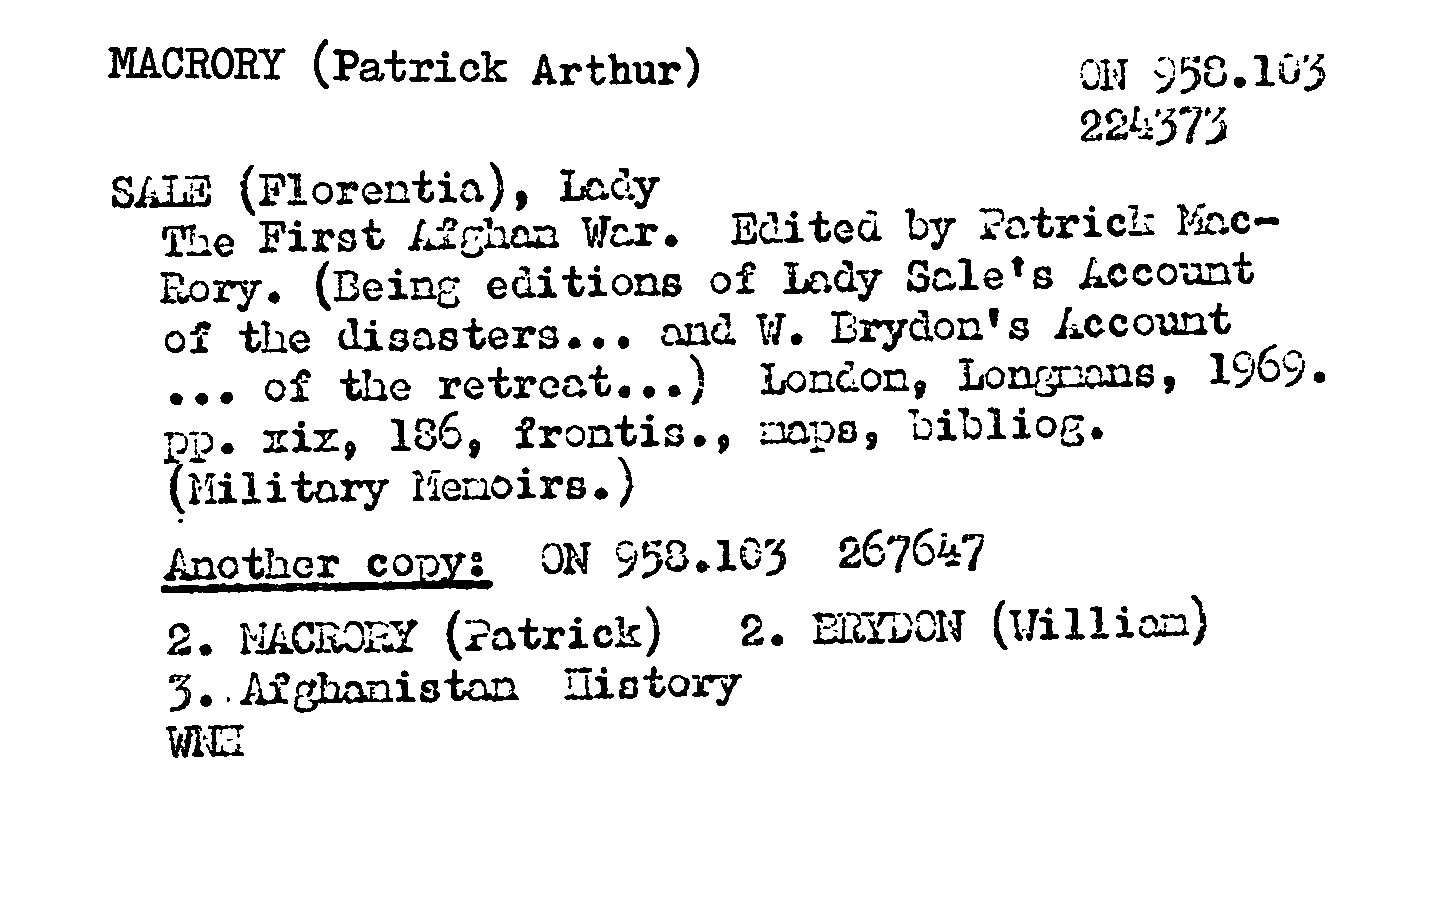 MACRORY (Patrick Arthur)
ON 958.103
224373
SALE (Florentia), Lady
The First Afghan War. Edited by Patrick Mac-
Rory. (Being editions of Lady Sale's Account
of the disasters... and W. Brydon's Account
... of the retreat...) London, Longmans, 1969.
pp. xix, 186, frontis., maps, bibliog.
(Military Memoirs.)
Another copy: ON 958.103 267647
2. MACRORY (Patrick) 2. BRYDON (William)
3. Afghanistan History
WNH